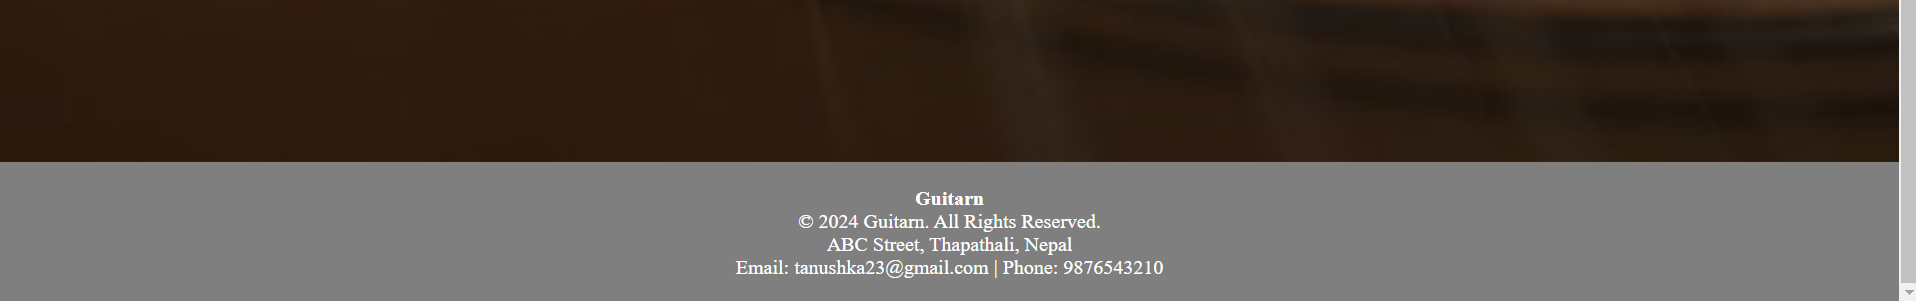 Guitarn
© 2024 Guitarn. All Rights Reserved.
ABC Street, Thapathali, Nepal
Email: tanushka23@gmail.com | Phone: 9876543210